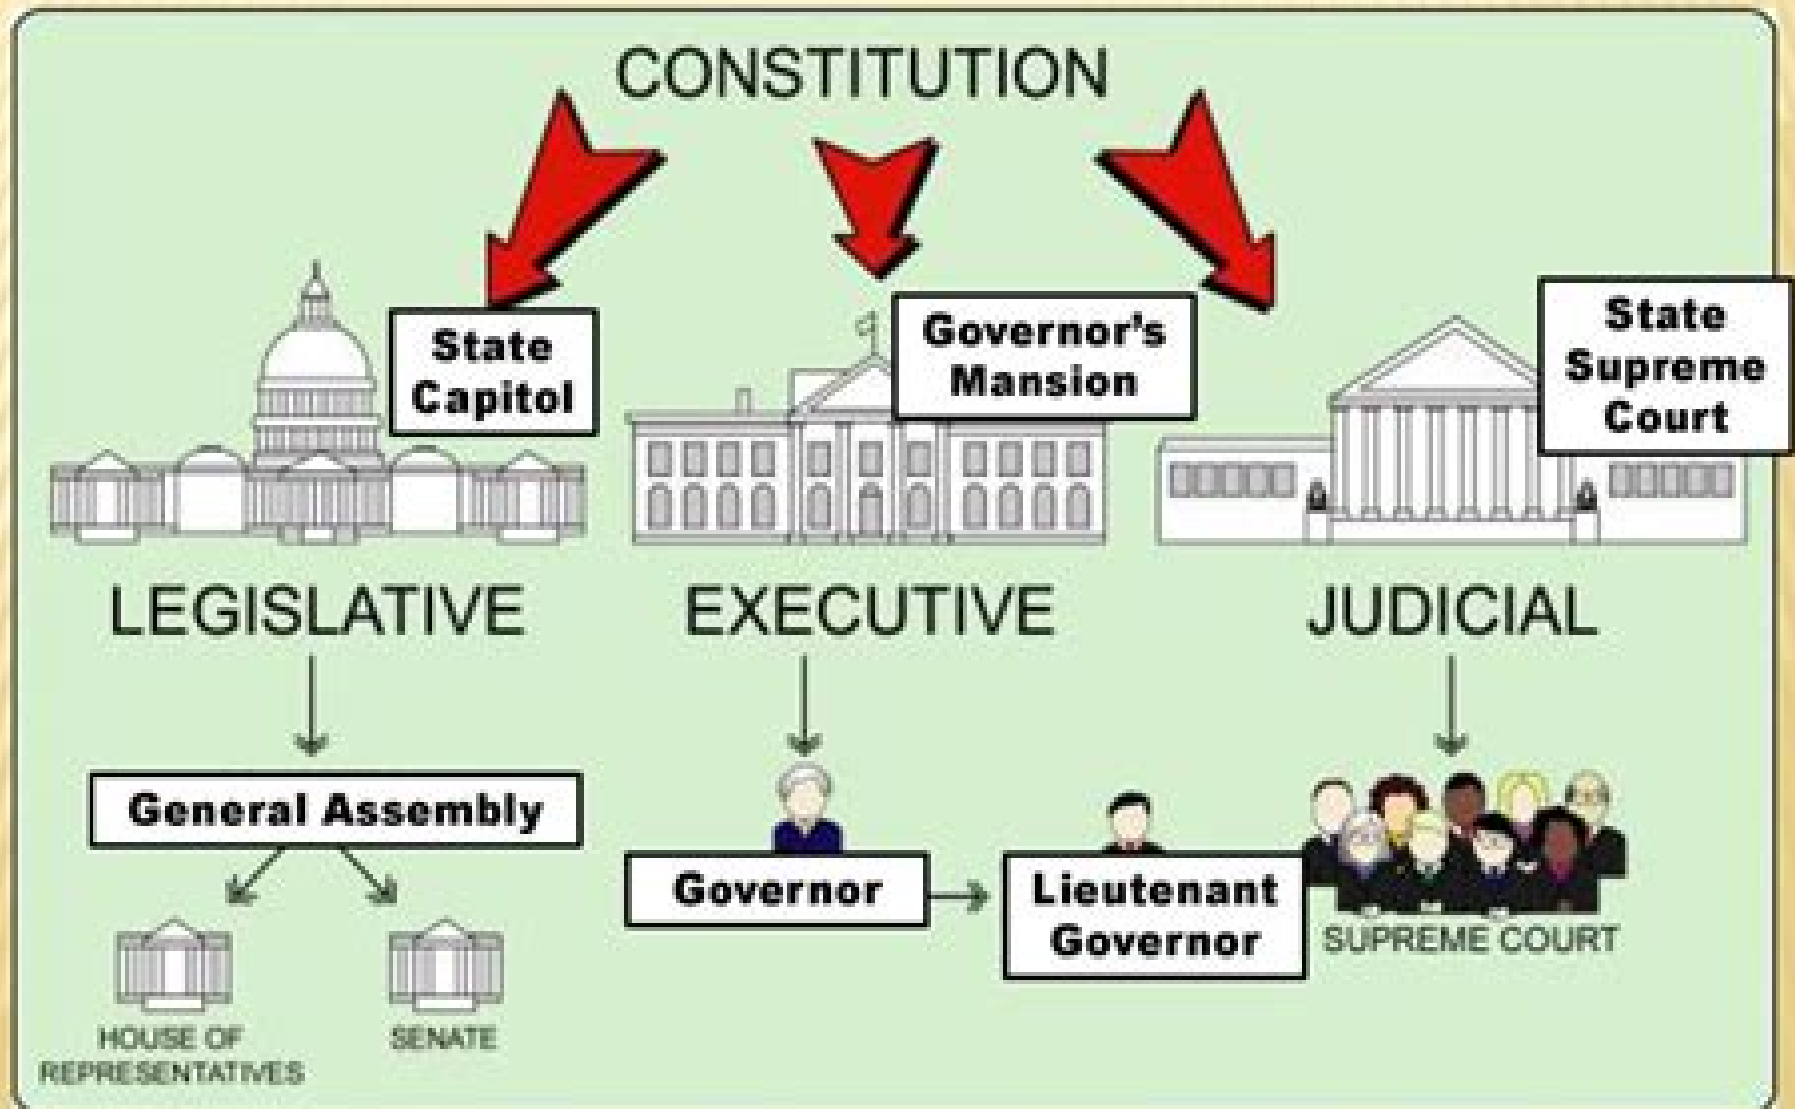 CONSTITUTION
State
Capitol
Governor's
Mansion
State
Supreme
Court
LEGISLATIVE
EXECUTIVE
JUDICIAL
General Assembly
Governor
Lieutenant
Governor
SUPREME COURT
HOUSE OF
REPRESENTATIVES
SENATE